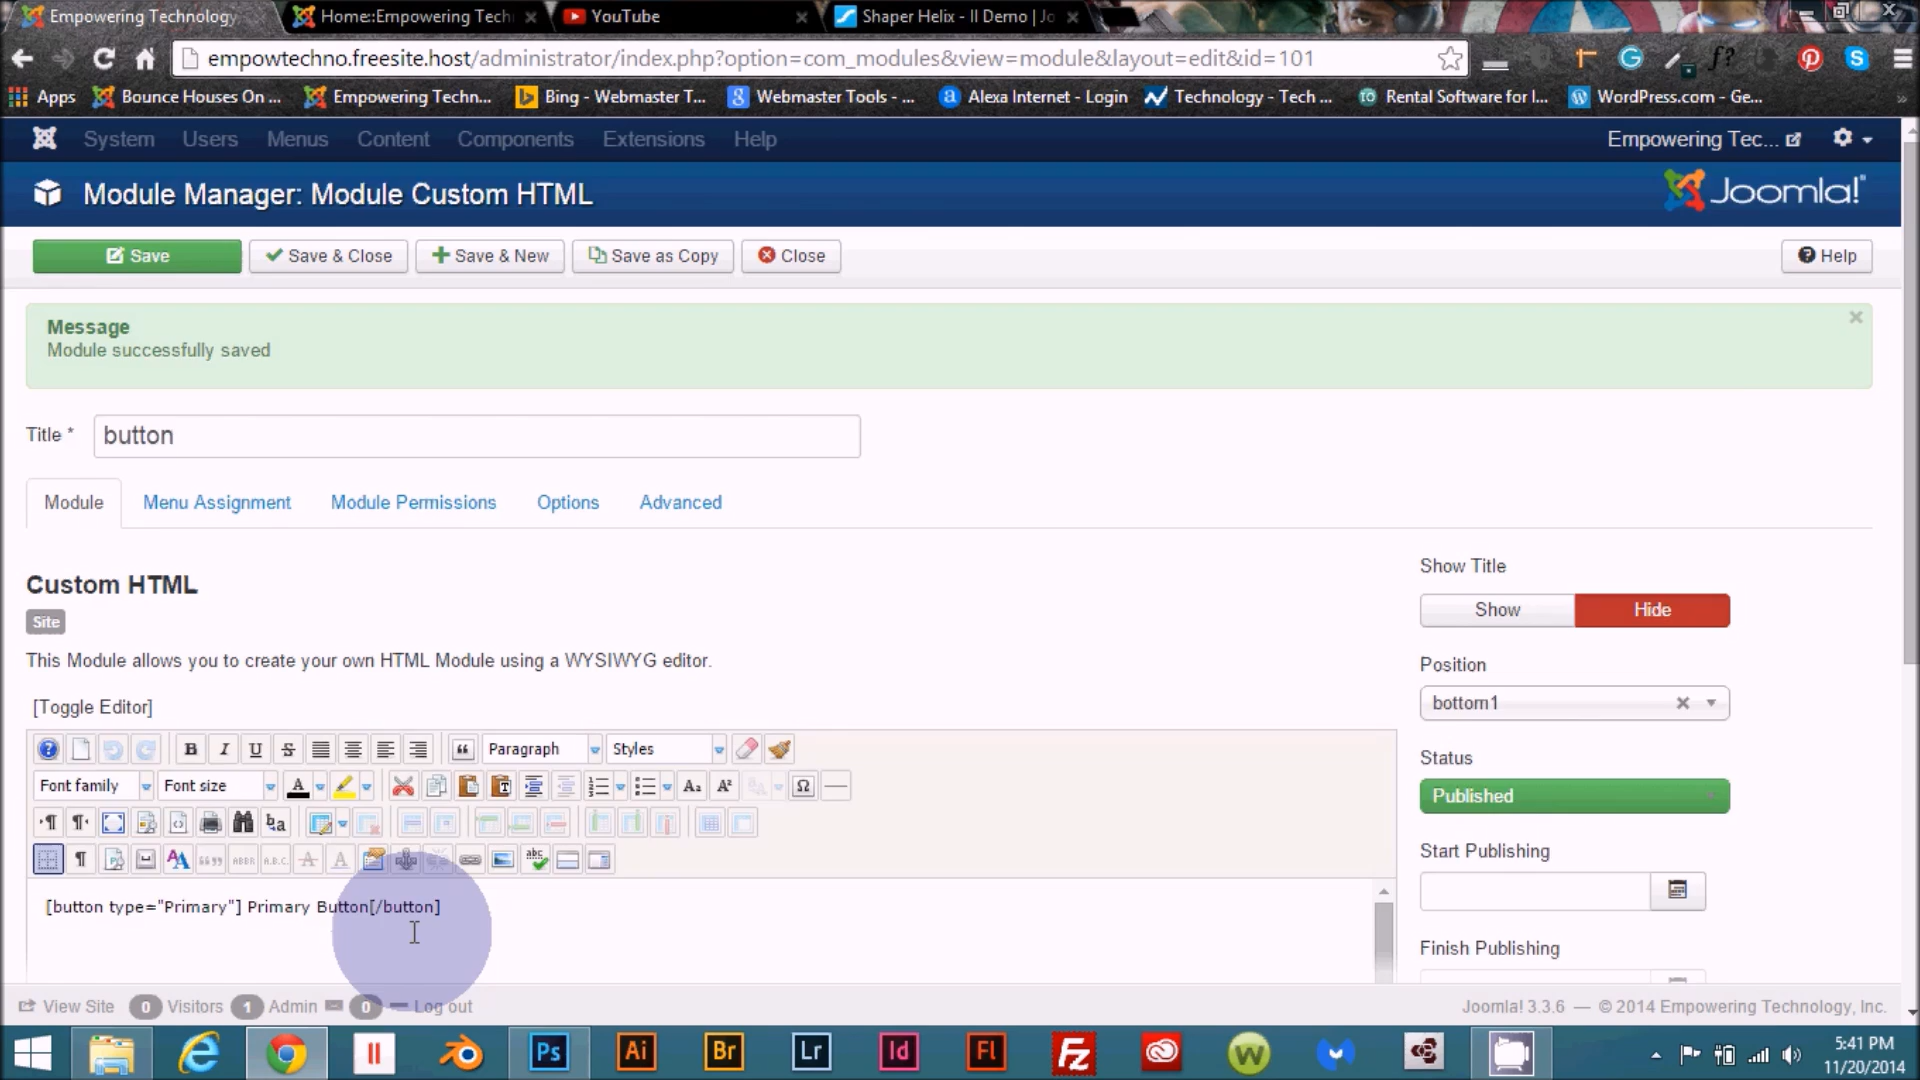 Empowering Technology
Home::Empowering Tech
YouTube
Shaper Helix - II Demo | Jo
empowtechno.freesite.host/administrator/index.php?option=com_modules&view=module&layout=edit&id=101
Apps
Bounce Houses On ...
Empowering Techn...
Bing - Webmaster T...
Webmaster Tools - ...
Alexa Internet - Login
Technology - Tech ...
Rental Software for I...
WordPress.com - Ge...
System
Users
Menus
Content
Components
Extensions
Help
Empowering Tec...
Module Manager: Module Custom HTML
Joomla!®
Save
Save & Close
Save & New
Save as Copy
Close
Help
Message
Module successfully saved
Title *
button
Module
Menu Assignment
Module Permissions
Options
Advanced
Custom HTML
Site
This Module allows you to create your own HTML Module using a WYSIWYG editor.
[Toggle Editor]
Paragraph
Styles
Font family
Font size
[button type="Primary"] Primary Button[/button]
Show Title
Show
Hide
Position
bottom1
Status
Published
Start Publishing
Finish Publishing
View Site
0
Visitors
1
Admin
0
Log out
Joomla! 3.3.6 — © 2014 Empowering Technology, Inc.
Ps
Ai
Br
Lr
Id
Fl
Fz
W
5:41 PM
11/20/2014